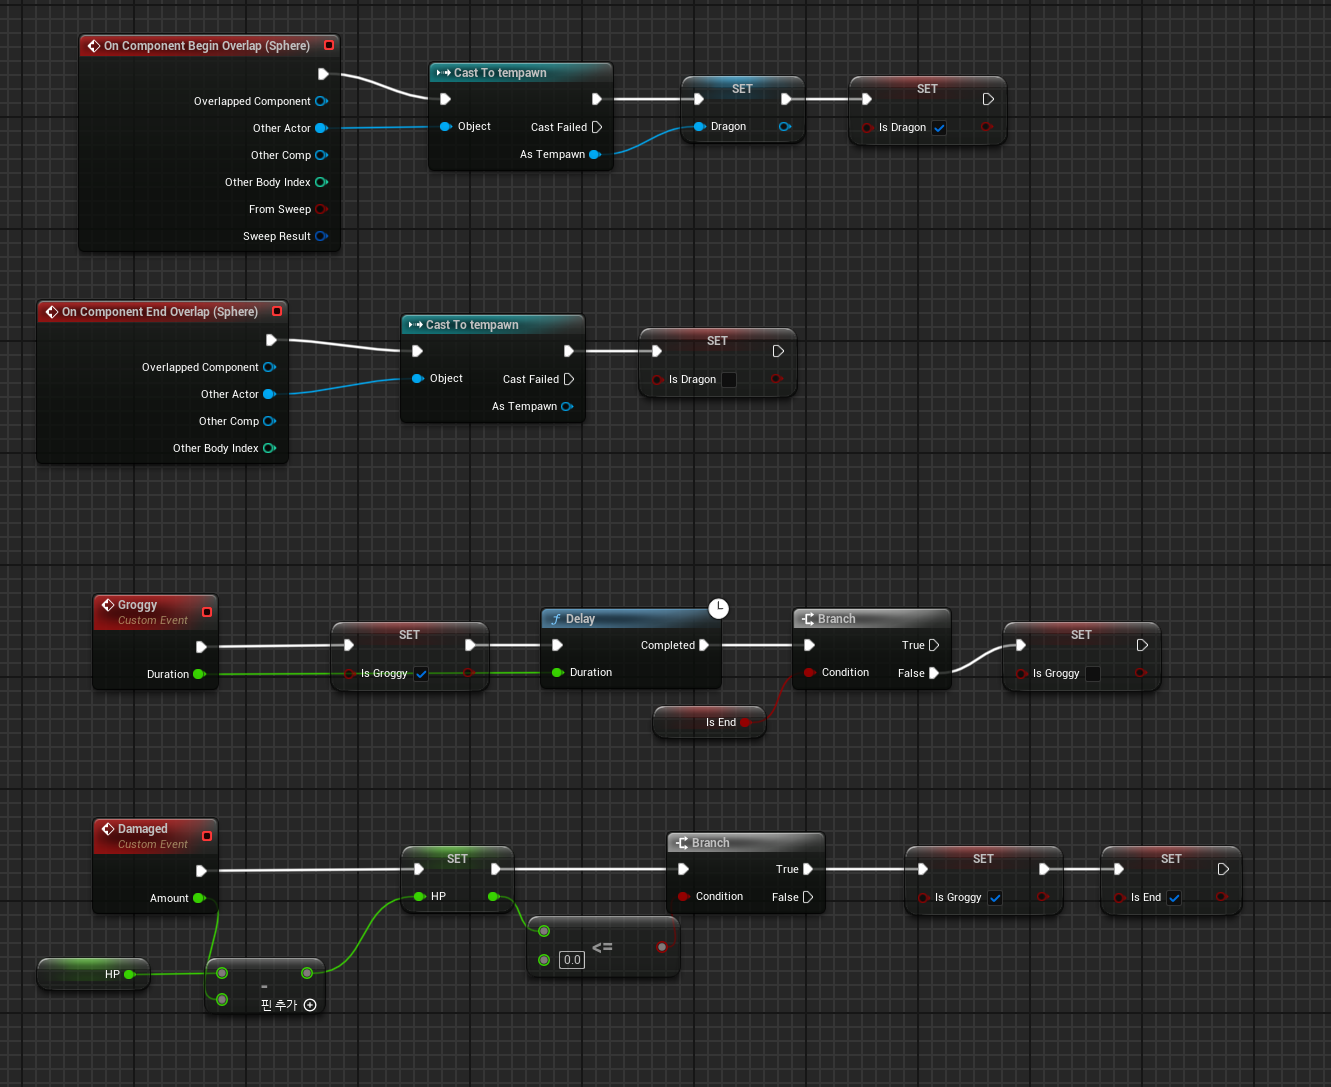 On Component Begin Overlap (Sphere)
Overlapped Component
Other Actor
Other Comp
Other Body Index
From Sweep
Sweep Result
Cast To tempawn
Object
Cast Failed
As Tempawn
SET
Dragon
SET
Is Dragon
On Component End Overlap (Sphere)
Overlapped Component
Other Actor
Other Comp
Other Body Index
Cast To tempawn
Object
Cast Failed
As Tempawn
SET
Is Dragon
Groggy
Custom Event
Duration
SET
Is Groggy
f Delay
Completed
Duration
Is End
Branch
True
Condition
False
SET
Is Groggy
Damaged
Custom Event
Amount
HP
-
핀 추가
SET
HP
0.0
<=
Branch
True
Condition
False
SET
Is Groggy
SET
Is End